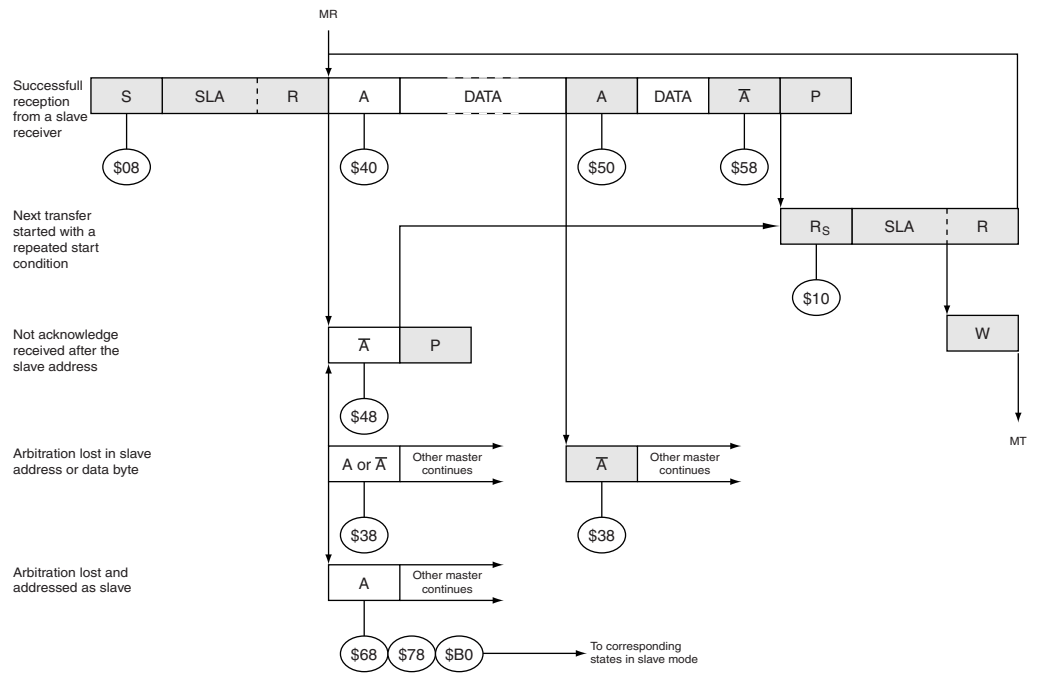 MR
Successfull
reception
from a slave
receiver
S SLA R A DATA A DATA A̅ P
$08 $40 $50 $58
Next transfer
started with a
repeated start
condition
RS SLA R
$10
Not acknowledge
received after the
slave address
A̅ P
W
$48
MT
Arbitration lost in slave
address or data byte
A or A̅ Other master
continues
A̅ Other master
continues
$38 $38
Arbitration lost and
addressed as slave
A Other master
continues
$68 $78 $B0
To corresponding
states in slave mode